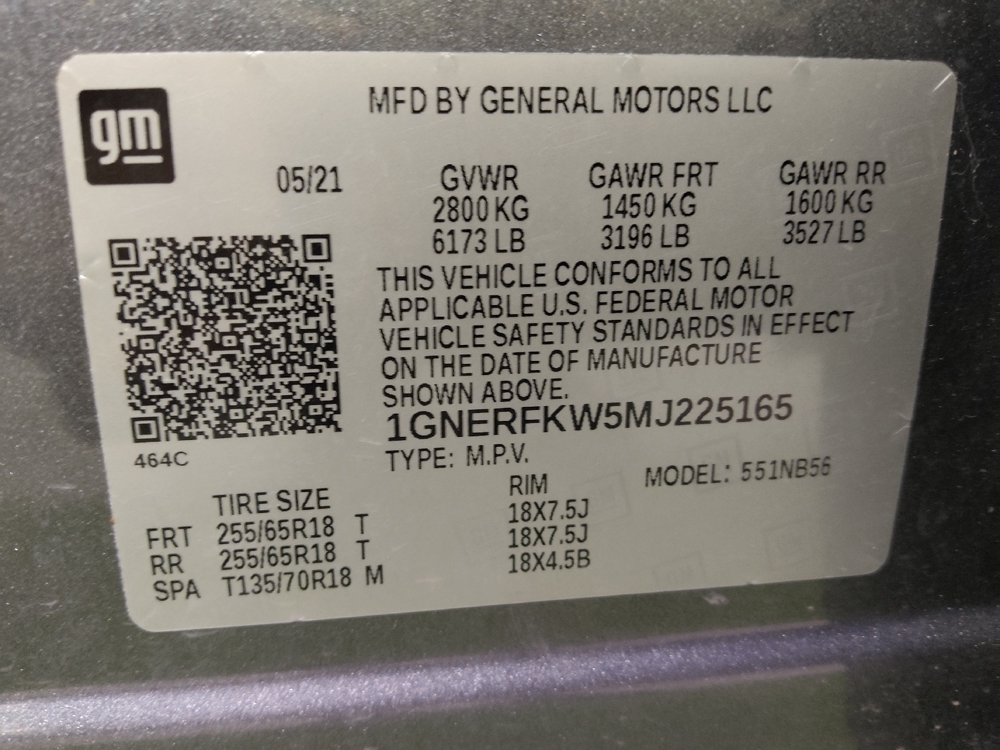 gm
MFD BY GENERAL MOTORS LLC
05/21 GVWR GAWR FRT GAWR RR
2800 KG 1450 KG 1600 KG
6173 LB 3196 LB 3527 LB
THIS VEHICLE CONFORMS TO ALL
APPLICABLE U.S. FEDERAL MOTOR
VEHICLE SAFETY STANDARDS IN EFFECT
ON THE DATE OF MANUFACTURE
SHOWN ABOVE.
1GNERFKW5MJ225165
464C
TYPE: M.P.V. MODEL: 551NB56
TIRE SIZE RIM
FRT 255/65R18 T 18X7.5J
RR 255/65R18 T 18X7.5J
SPA T135/70R18 M 18X4.5B